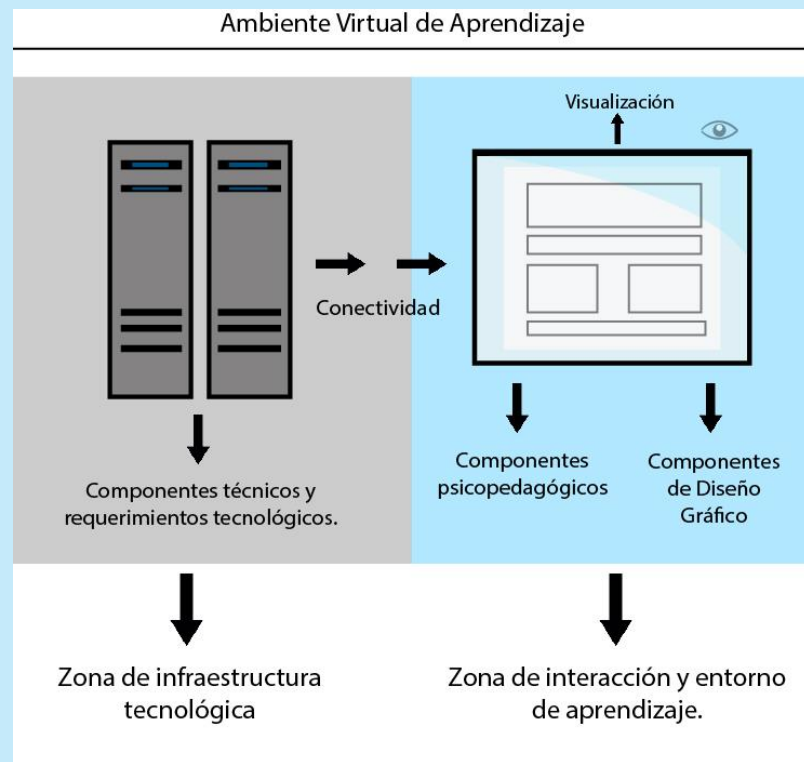 Ambiente Virtual de Aprendizaje
Visualización
Conectividad
Componentes técnicos y
requerimientos tecnológicos.
Componentes
psicopedagógicos
Componentes
de Diseño
Gráfico
Zona de infraestructura
tecnológica
Zona de interacción y entorno
de aprendizaje.